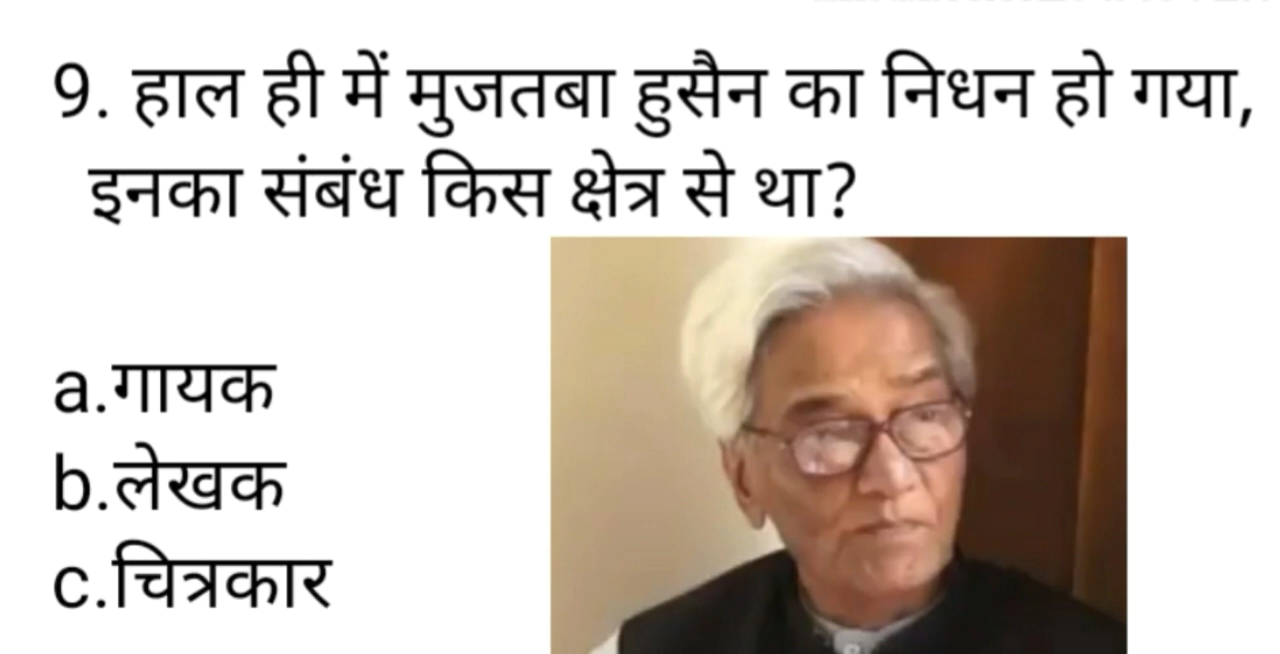 9. हाल ही में मुजतबा हुसैन का निधन हो गया,
इनका संबंध किस क्षेत्र से था?
a.गायक
b.लेखक
c.चित्रकार